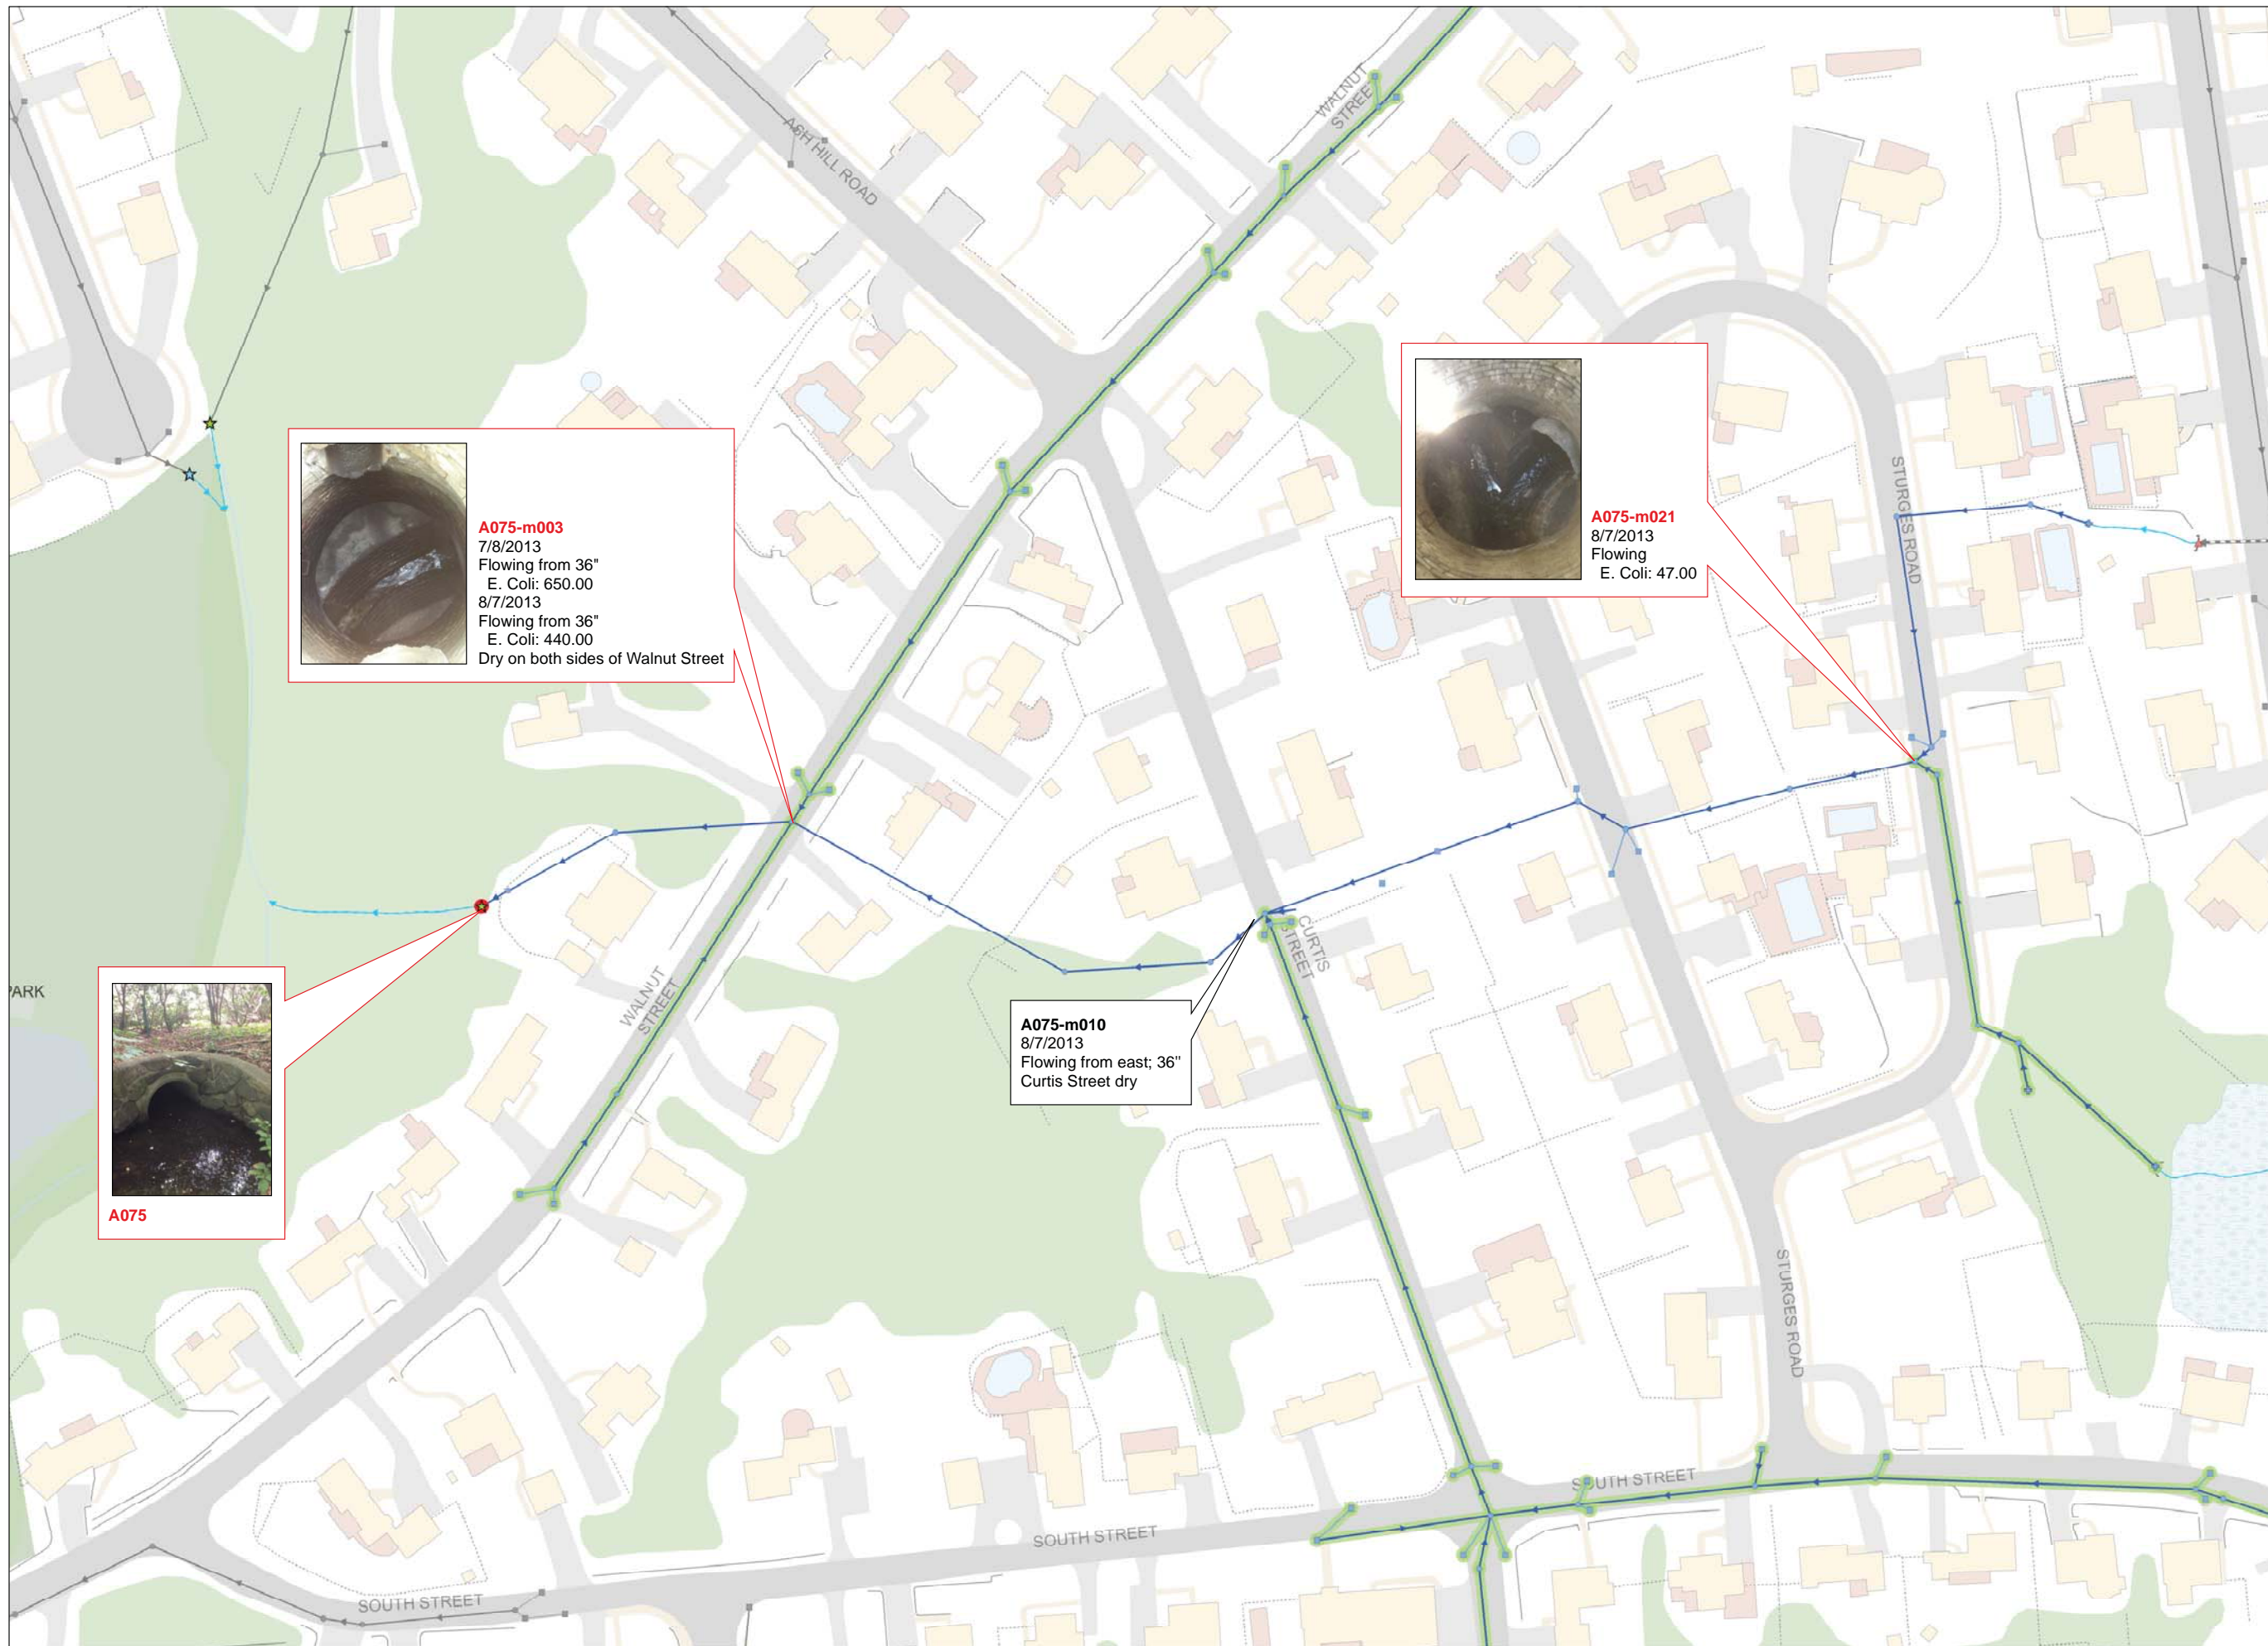 WALNUT
STREET
ASH HILL ROAD
STURGES ROAD
A075-m003
7/8/2013
Flowing from 36"
E. Coli: 650.00
8/7/2013
Flowing from 36"
E. Coli: 440.00
Dry on both sides of Walnut Street
A075-m021
8/7/2013
Flowing
E. Coli: 47.00
CURTIS
STREET
WALNUT
STREET
PARK
A075-m010
8/7/2013
Flowing from east; 36"
Curtis Street dry
A075
STURGES ROAD
SOUTH STREET
SOUTH STREET
SOUTH STREET